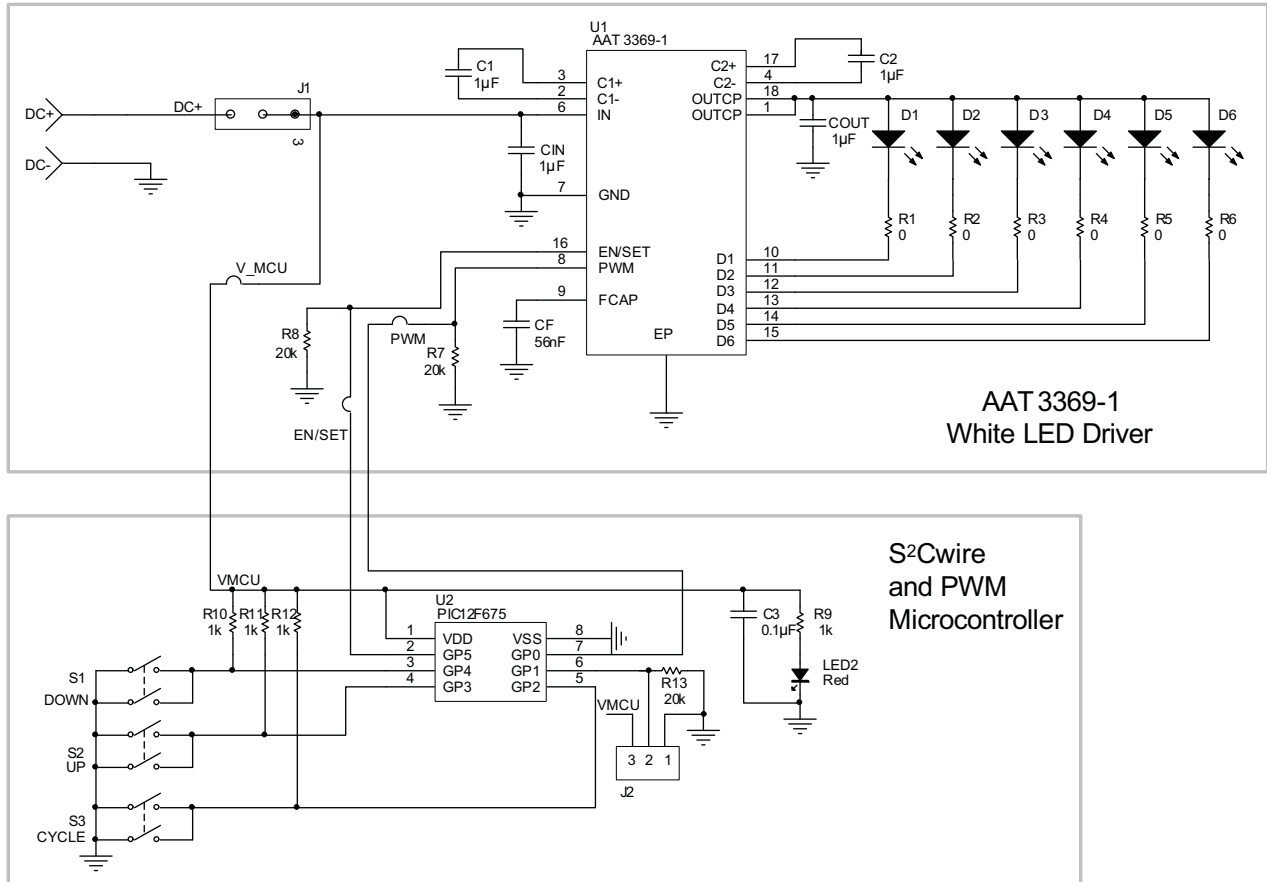 U1
AAT 3369-1
C1
1µF
3
C1+
2
C1-
6
IN
C2+
17
C2-
4
OUTCP
18
OUTCP
1
C2
1µF
J1
DC+
DC+
3
DC-
CIN
1µF
7
GND
COUT
1µF
D1
D2
D3
D4
D5
D6
R1
0
R2
0
R3
0
R4
0
R5
0
R6
0
16
EN/SET
8
PWM
9
FCAP
D1
10
D2
11
D3
12
D4
13
D5
14
D6
15
EP
V_MCU
R8
20k
PWM
R7
20k
CF
56nF
EN/SET
AAT 3369-1
White LED Driver
S²Cwire
and PWM
Microcontroller
VMCU
R10
1k
R11
1k
R12
1k
U2
PIC12F675
1
VDD
2
GP5
3
GP4
4
GP3
VSS
8
GP0
7
GP1
6
GP2
5
C3
0.1µF
R9
1k
LED2
Red
R13
20k
VMCU
3 2 1
J2
S1
DOWN
S2
UP
S3
CYCLE